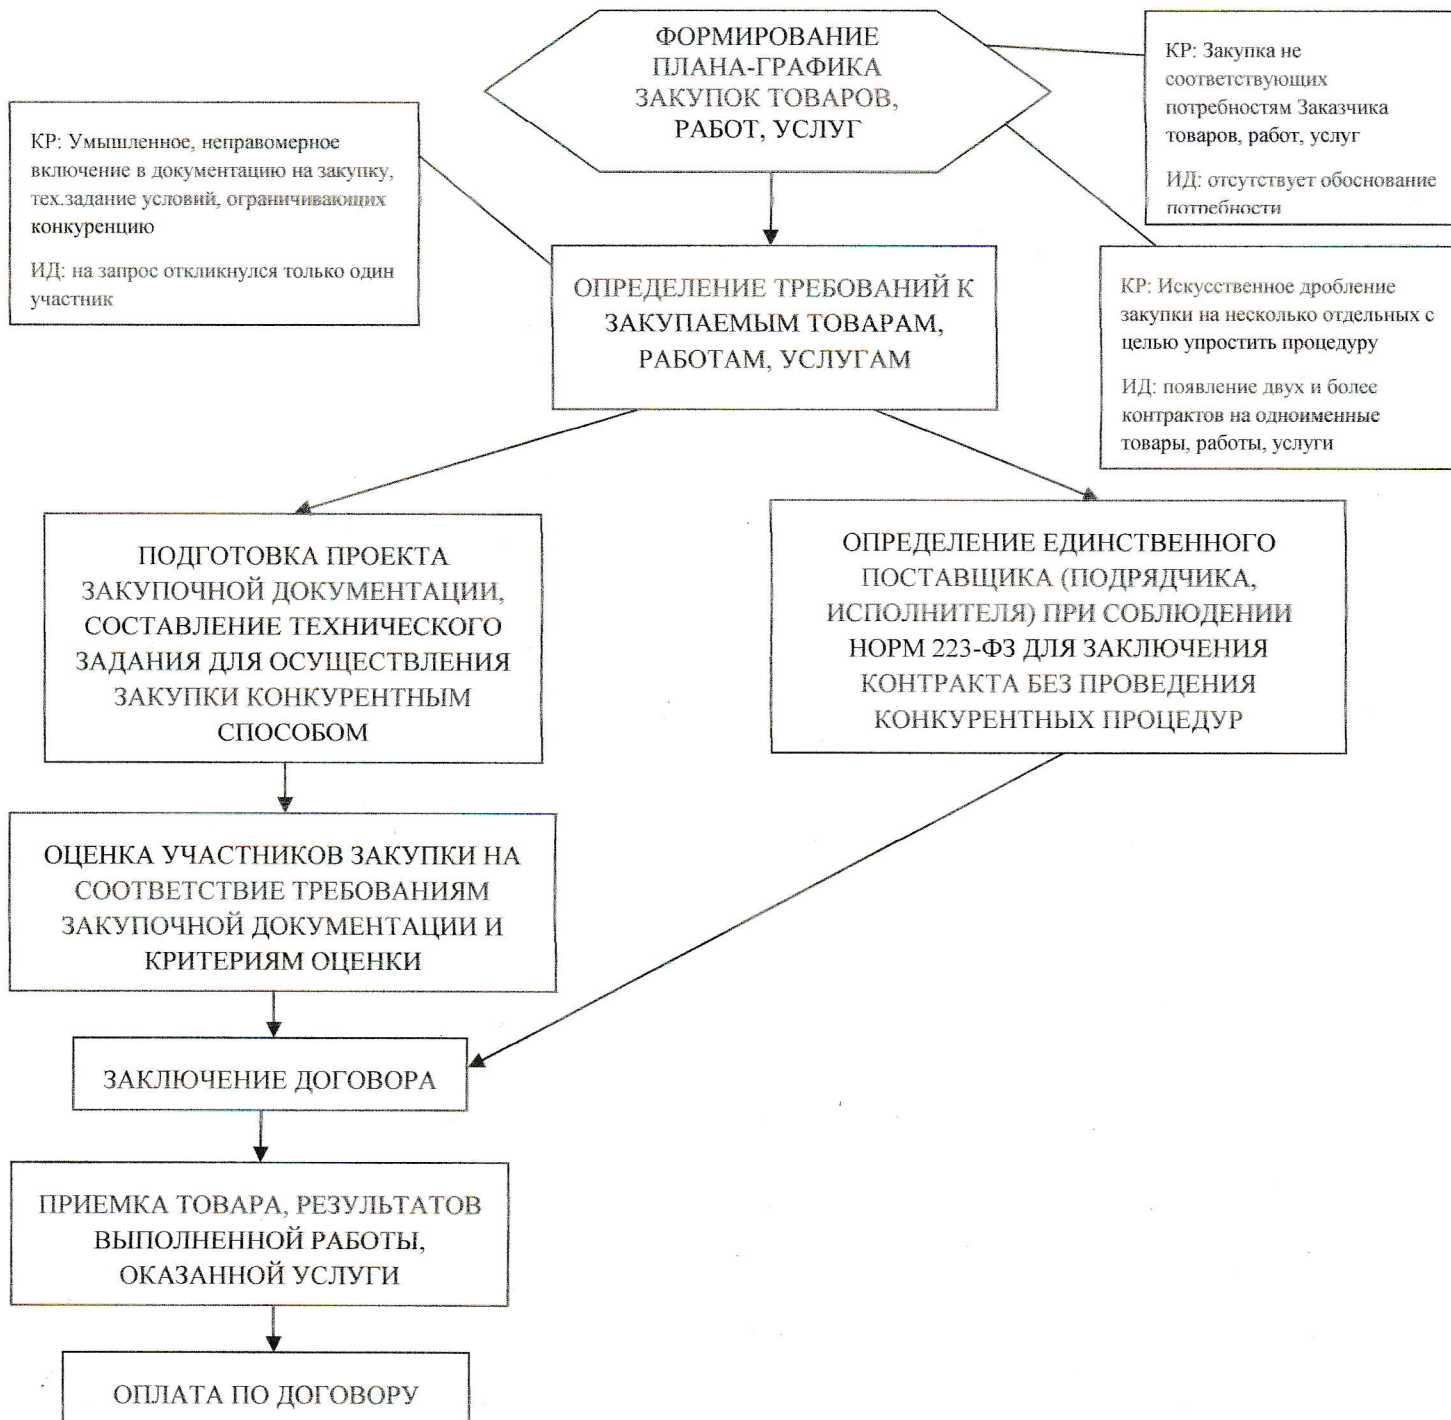 ФОРМИРОВАНИЕ
ПЛАНА-ГРАФИКА
ЗАКУПОК ТОВАРОВ,
РАБОТ, УСЛУГ
КР: Закупка не
соответствующих
потребностям Заказчика
товаров, работ, услуг
ИД: отсутствует обоснование
потребности
КР: Умышленное, неправомерное
включение в документацию на закупку,
тех.задание условий, ограничивающих
конкуренцию
ИД: на запрос откликнулся только один
участник
ОПРЕДЕЛЕНИЕ ТРЕБОВАНИЙ К
ЗАКУПАЕМЫМ ТОВАРАМ,
РАБОТАМ, УСЛУГАМ
КР: Искусственное дробление
закупки на несколько отдельных с
целью упростить процедуру
ИД: появление двух и более
контрактов на одноименные
товары, работы, услуги
ПОДГОТОВКА ПРОЕКТА
ЗАКУПОЧНОЙ ДОКУМЕНТАЦИИ,
СОСТАВЛЕНИЕ ТЕХНИЧЕСКОГО
ЗАДАНИЯ ДЛЯ ОСУЩЕСТВЛЕНИЯ
ЗАКУПКИ КОНКУРЕНТНЫМ
СПОСОБОМ
ОПРЕДЕЛЕНИЕ ЕДИНСТВЕННОГО
ПОСТАВЩИКА (ПОДРЯДЧИКА,
ИСПОЛНИТЕЛЯ) ПРИ СОБЛЮДЕНИИ
НОРМ 223-ФЗ ДЛЯ ЗАКЛЮЧЕНИЯ
КОНТРАКТА БЕЗ ПРОВЕДЕНИЯ
КОНКУРЕНТНЫХ ПРОЦЕДУР
ОЦЕНКА УЧАСТНИКОВ ЗАКУПКИ НА
СООТВЕТСТВИЕ ТРЕБОВАНИЯМ
ЗАКУПОЧНОЙ ДОКУМЕНТАЦИИ И
КРИТЕРИЯМ ОЦЕНКИ
ЗАКЛЮЧЕНИЕ ДОГОВОРА
ПРИЕМКА ТОВАРА, РЕЗУЛЬТАТОВ
ВЫПОЛНЕННОЙ РАБОТЫ,
ОКАЗАННОЙ УСЛУГИ
ОПЛАТА ПО ДОГОВОРУ